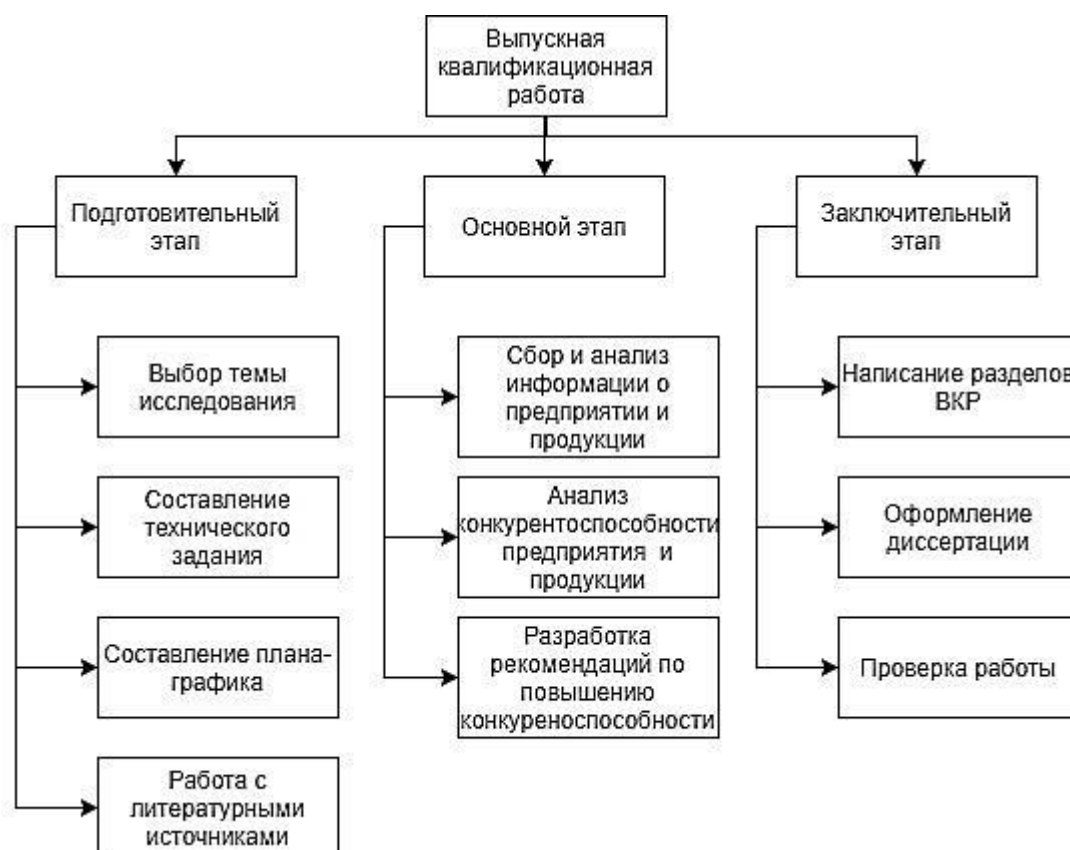 Выпускная
квалификационная
работа
Подготовительный
этап
Выбор темы
исследования
Составление
технического
задания
Составление плана-
графика
Работа с
литературными
источниками
Основной этап
Сбор и анализ
информации о
предприятии и
продукции
Анализ
конкурентоспособности
предприятия и
продукции
Разработка
рекомендаций по
повышению
конкуреноспособности
Заключительный
этап
Написание разделов
ВКР
Оформление
диссертации
Проверка работы